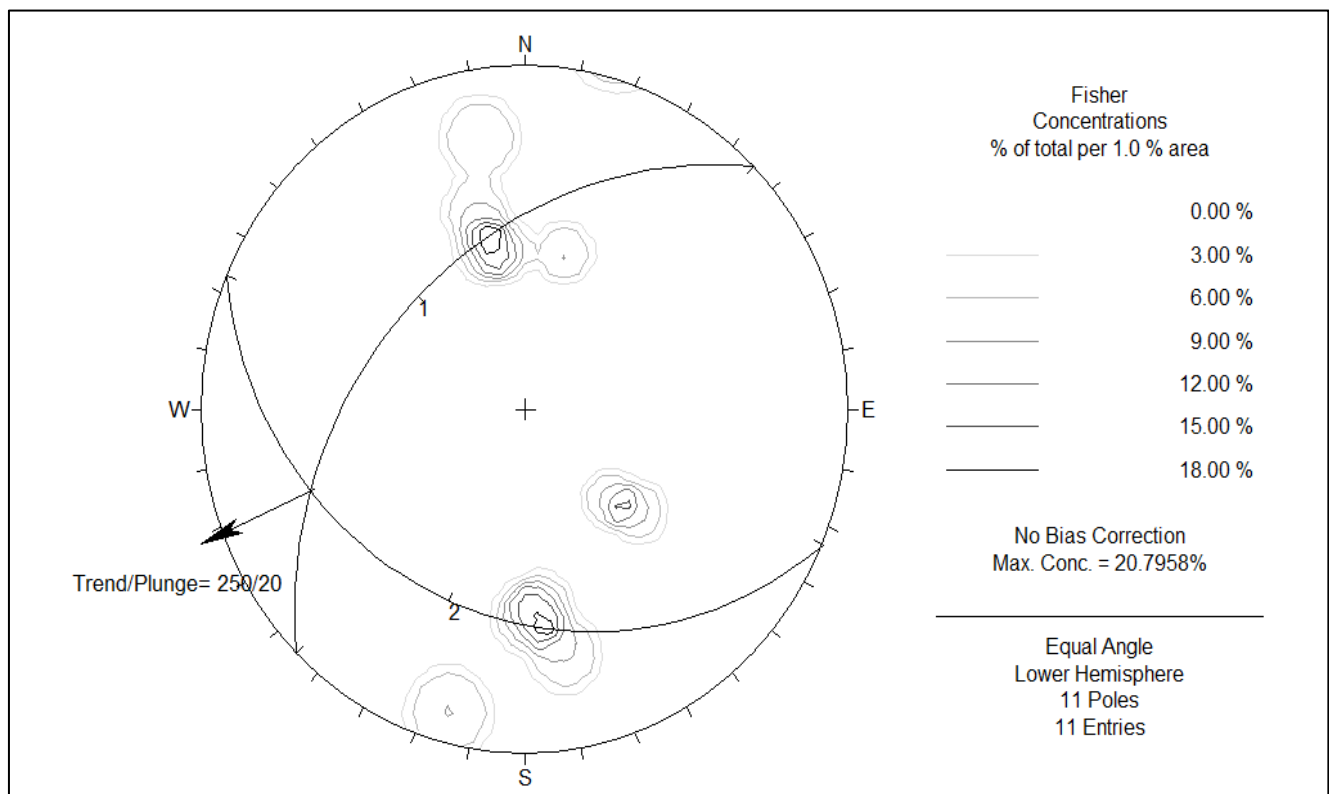 N
W
E
S
1
2
Trend/Plunge= 250/20
Fisher
Concentrations
% of total per 1.0 % area
0.00 %
3.00 %
6.00 %
9.00 %
12.00 %
15.00 %
18.00 %
No Bias Correction
Max. Conc. = 20.7958%
Equal Angle
Lower Hemisphere
11 Poles
11 Entries